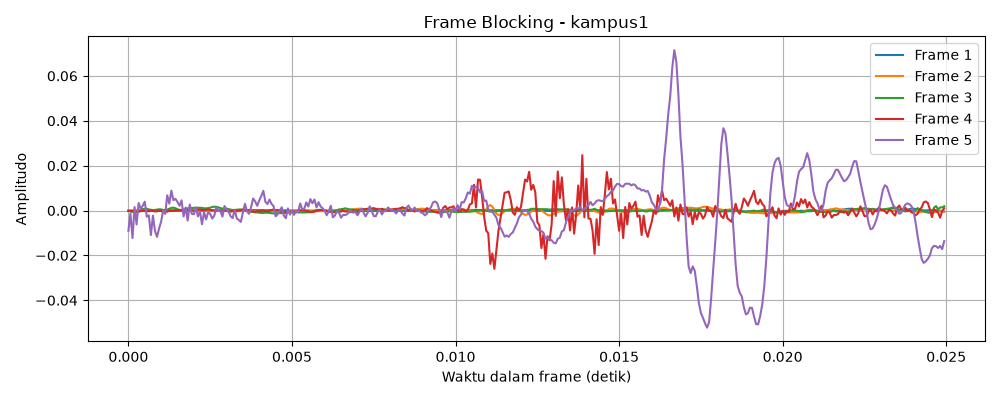 Frame Blocking - kampus1
Amplitudo
0.06
0.04
0.02
0.00
−0.02
−0.04
0.000
0.005
0.010
0.015
0.020
0.025
Waktu dalam frame (detik)
Frame 1
Frame 2
Frame 3
Frame 4
Frame 5